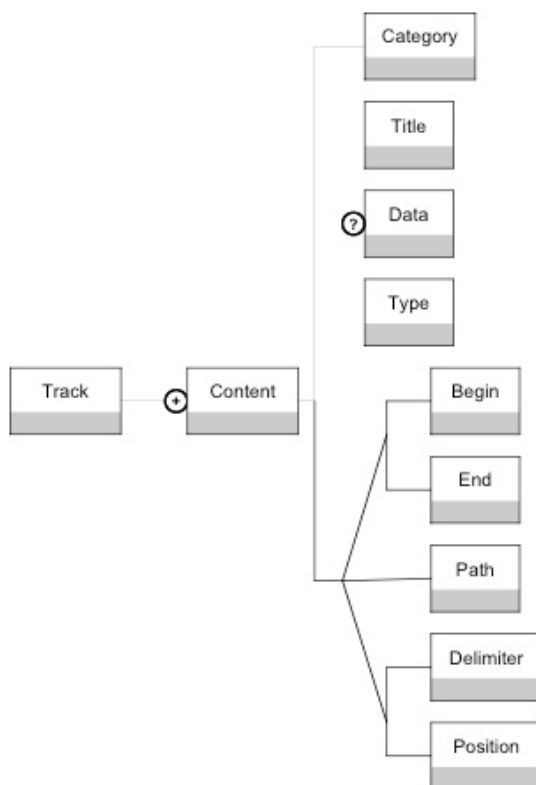 Category
Title
?
Data
Type
Track
+
Content
Begin
End
Path
Delimiter
Position